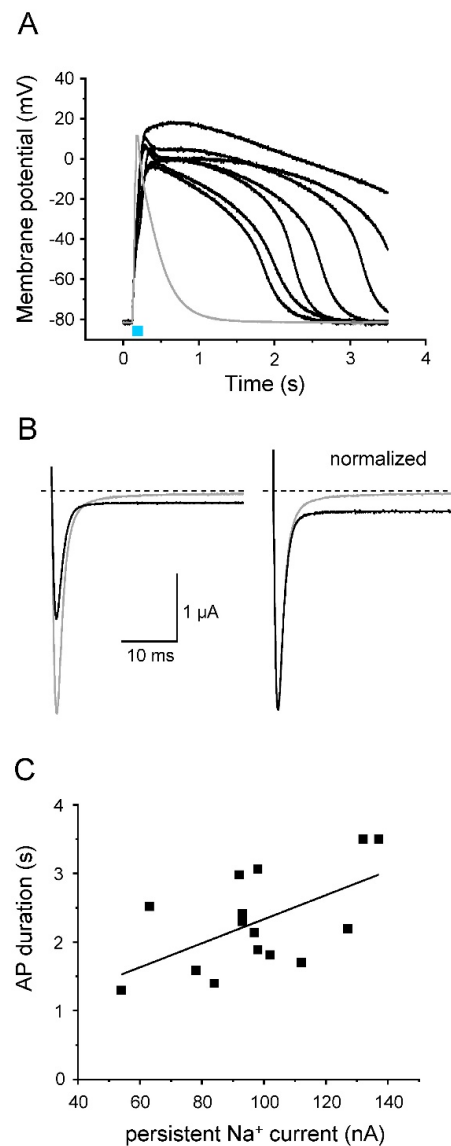 A
Membrane potential (mV)
40
20
0
-20
-40
-60
-80
0
1
2
3
4
Time (s)
B
normalized
1 µA
10 ms
C
AP duration (s)
4
3
2
1
0
40
60
80
100
120
140
persistent Na⁺ current (nA)